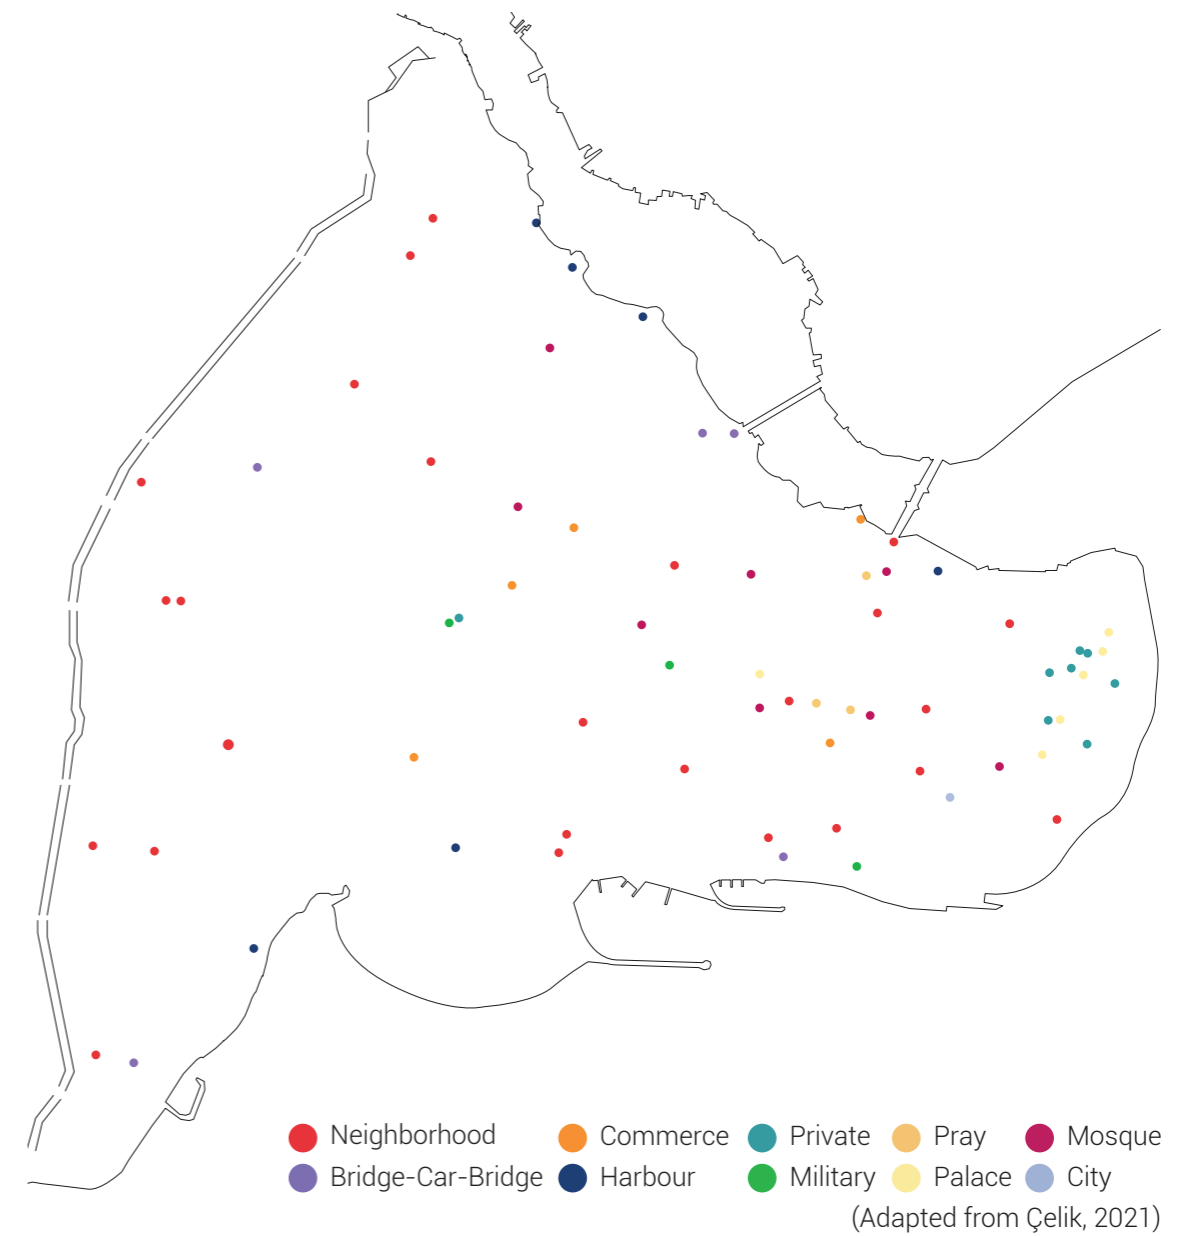 Neighborhood Commerce Private Pray Mosque
Bridge-Car-Bridge Harbour Military Palace City
(Adapted from Çelik, 2021)